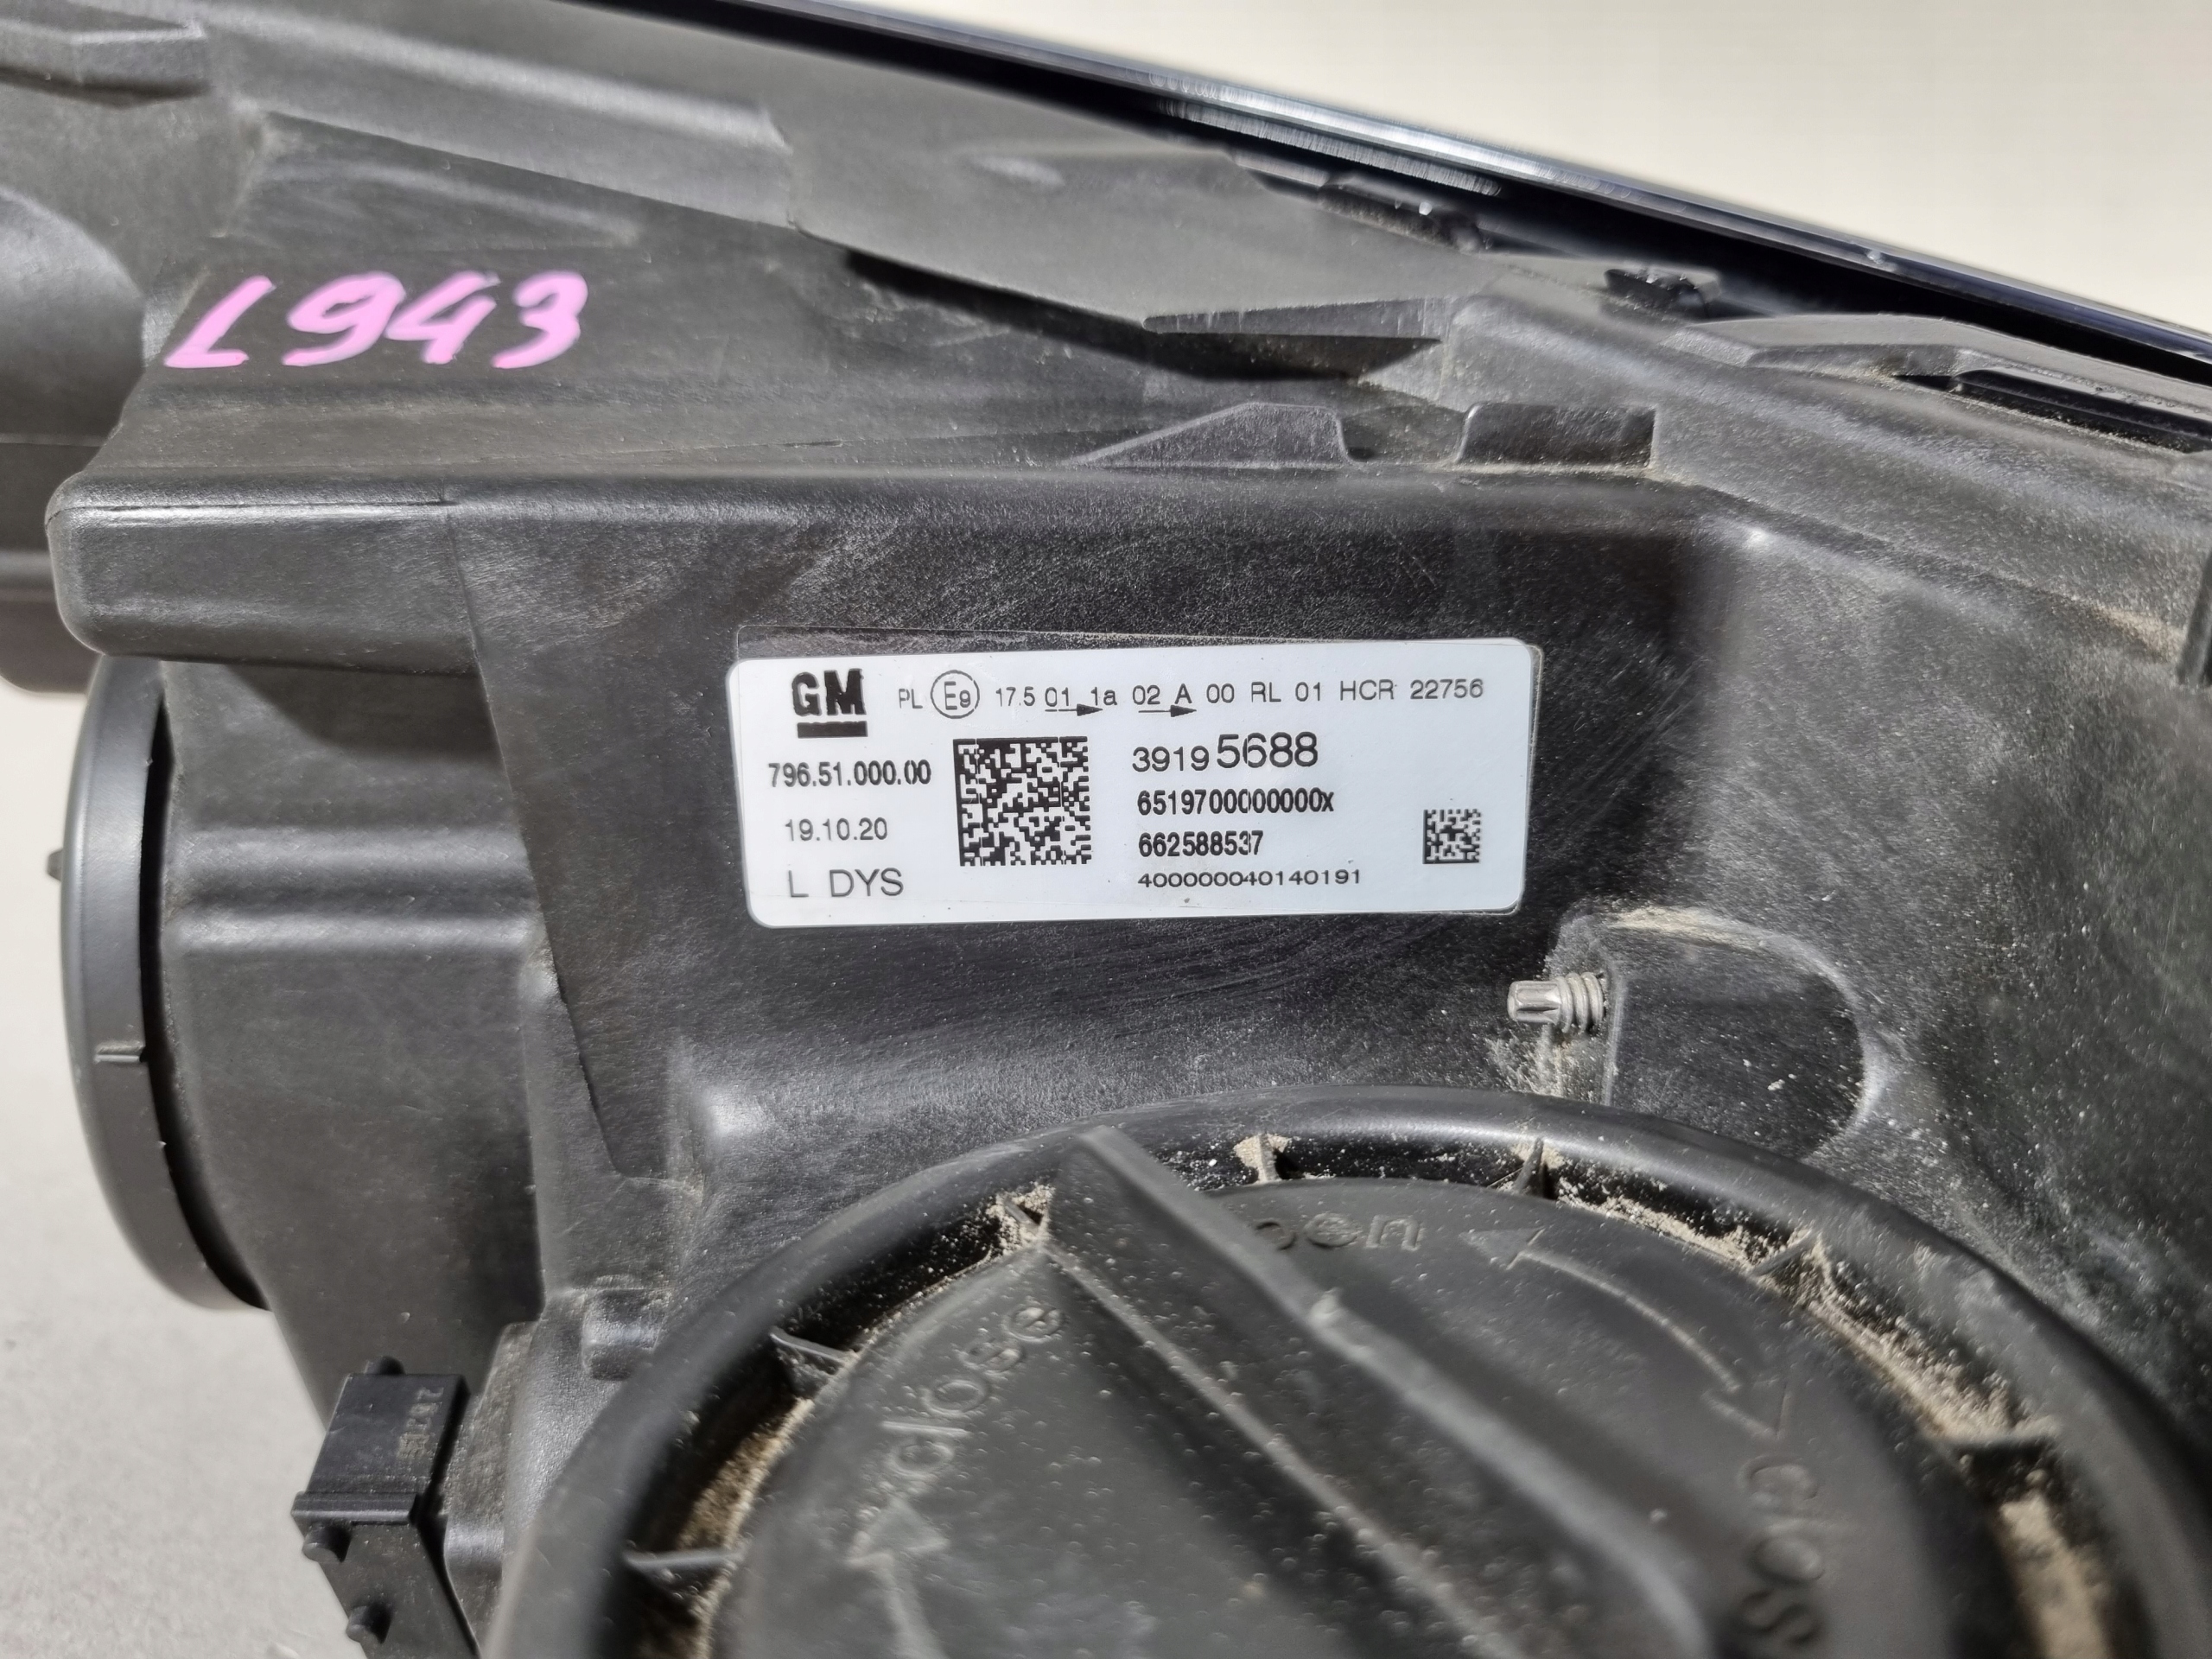 L943
GM
PL E9 17.5 01 1a 02 A 00 RL 01 HCR 22756
796.51.000.00
39195688
6519700000000x
19.10.20
662588537
L DYS
400000040140191
close